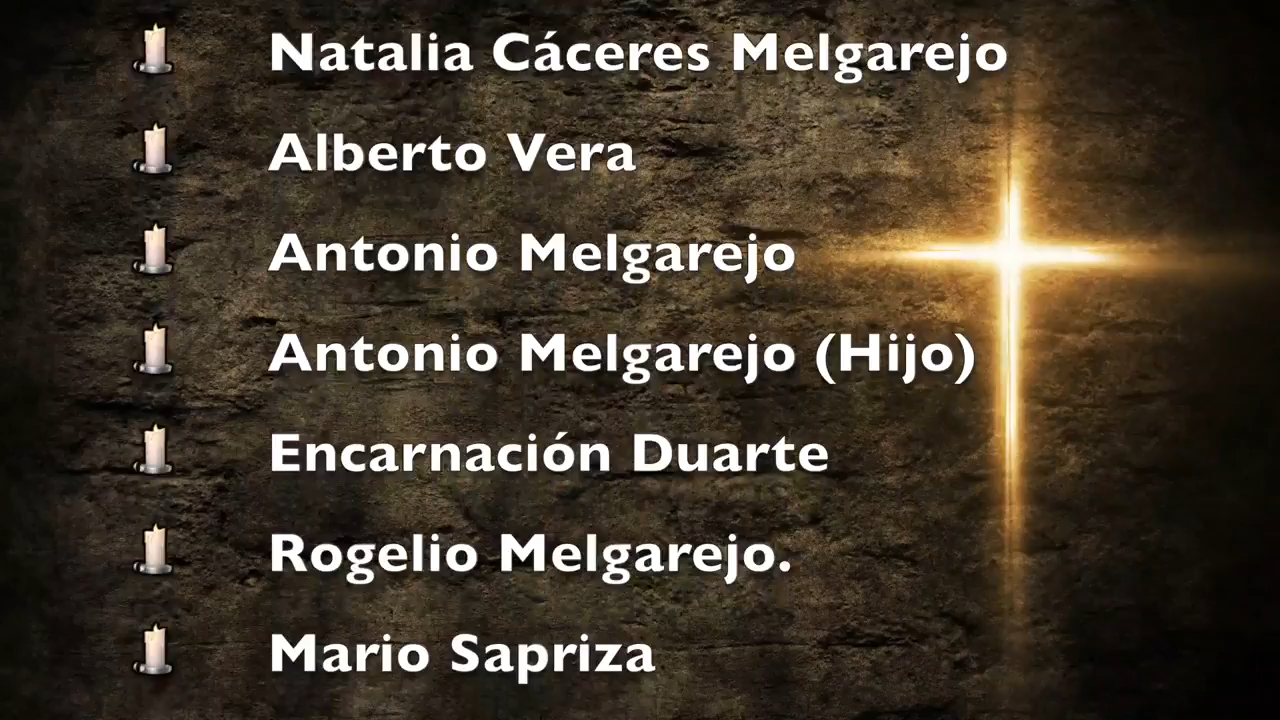 Natalia Cáceres Melgarejo
Alberto Vera
Antonio Melgarejo
Antonio Melgarejo (Hijo)
Encarnación Duarte
Rogelio Melgarejo.
Mario Sapriza